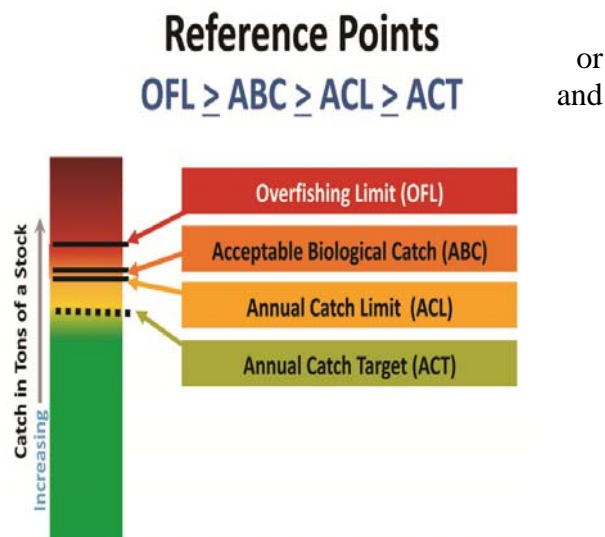 Reference Points
OFL ≥ ABC ≥ ACL ≥ ACT
or
and
Overfishing Limit (OFL)
Acceptable Biological Catch (ABC)
Annual Catch Limit (ACL)
Annual Catch Target (ACT)
Catch in Tons of a Stock
Increasing